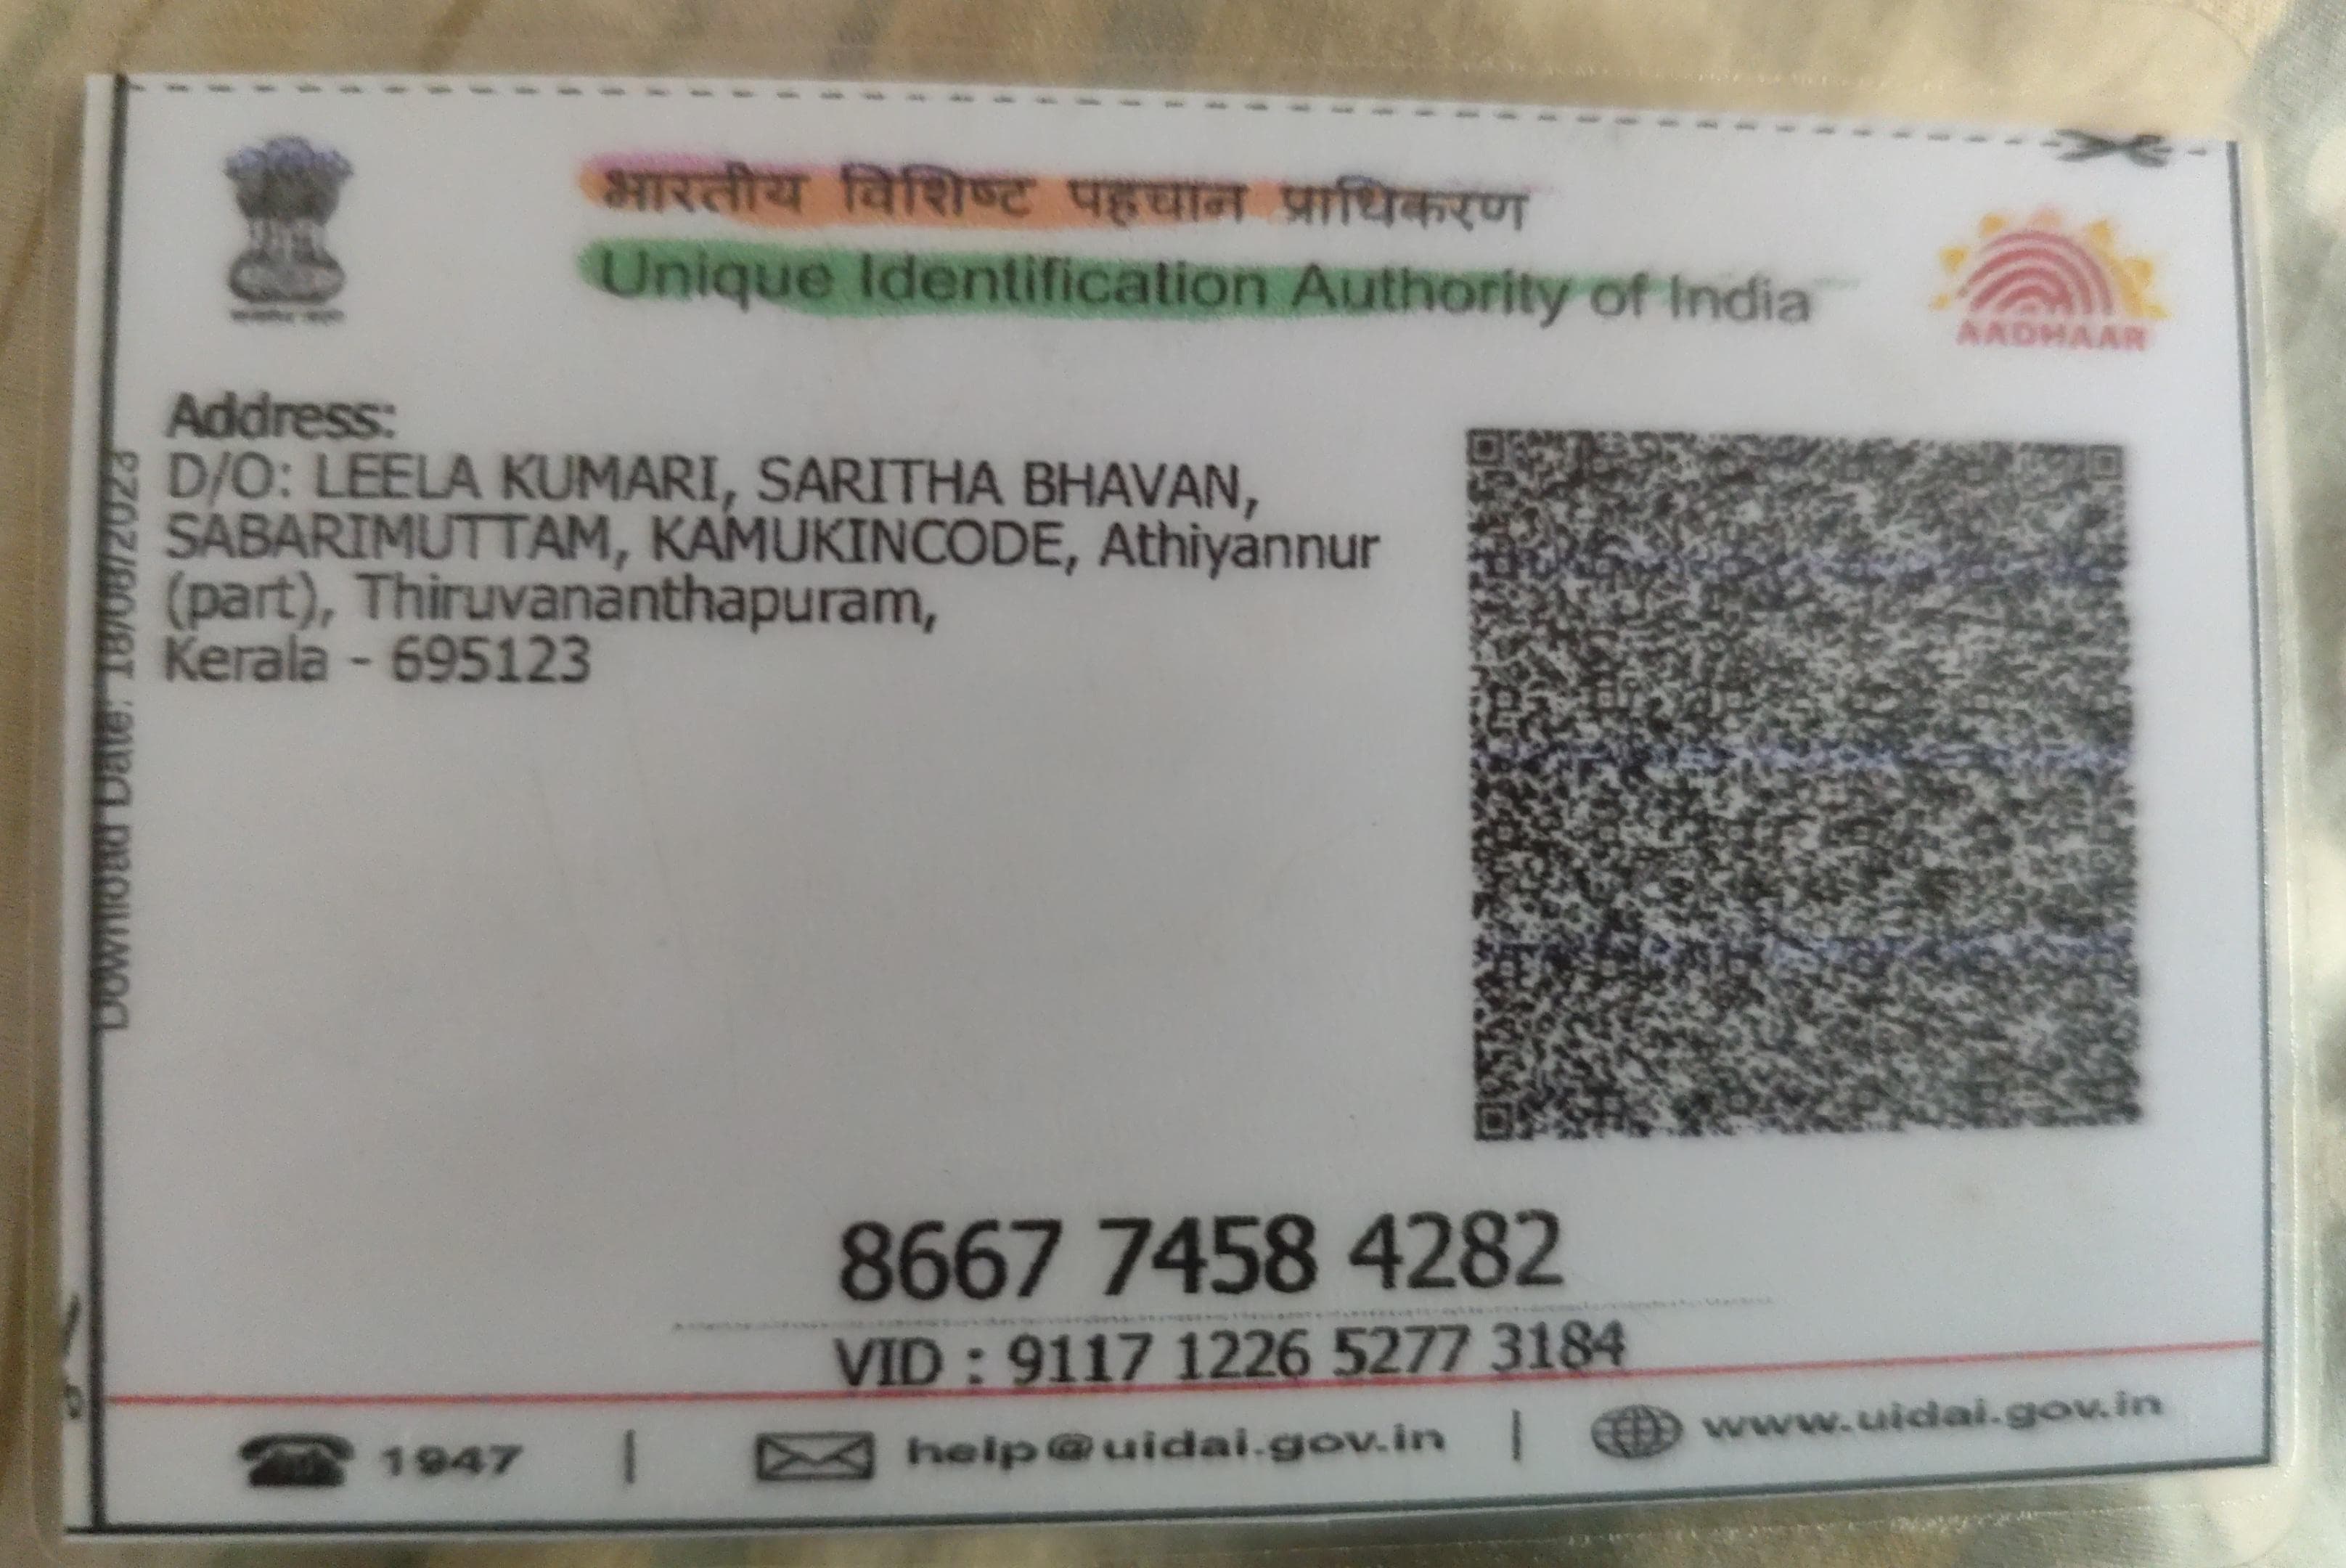 भारतीय विशिष्ट पहचान प्राधिकरण
Unique Identification Authority of India
AADHAAR
Address:
D/O: LEELA KUMARI, SARITHA BHAVAN,
SABARIMUTTAM, KAMUKINCODE, Athiyannur
(part), Thiruvananthapuram,
Kerala - 695123
Download Date: 18/08/2023
8667 7458 4282
VID : 9117 1226 5277 3184
1947 | help@uidai.gov.in | www.uidai.gov.in